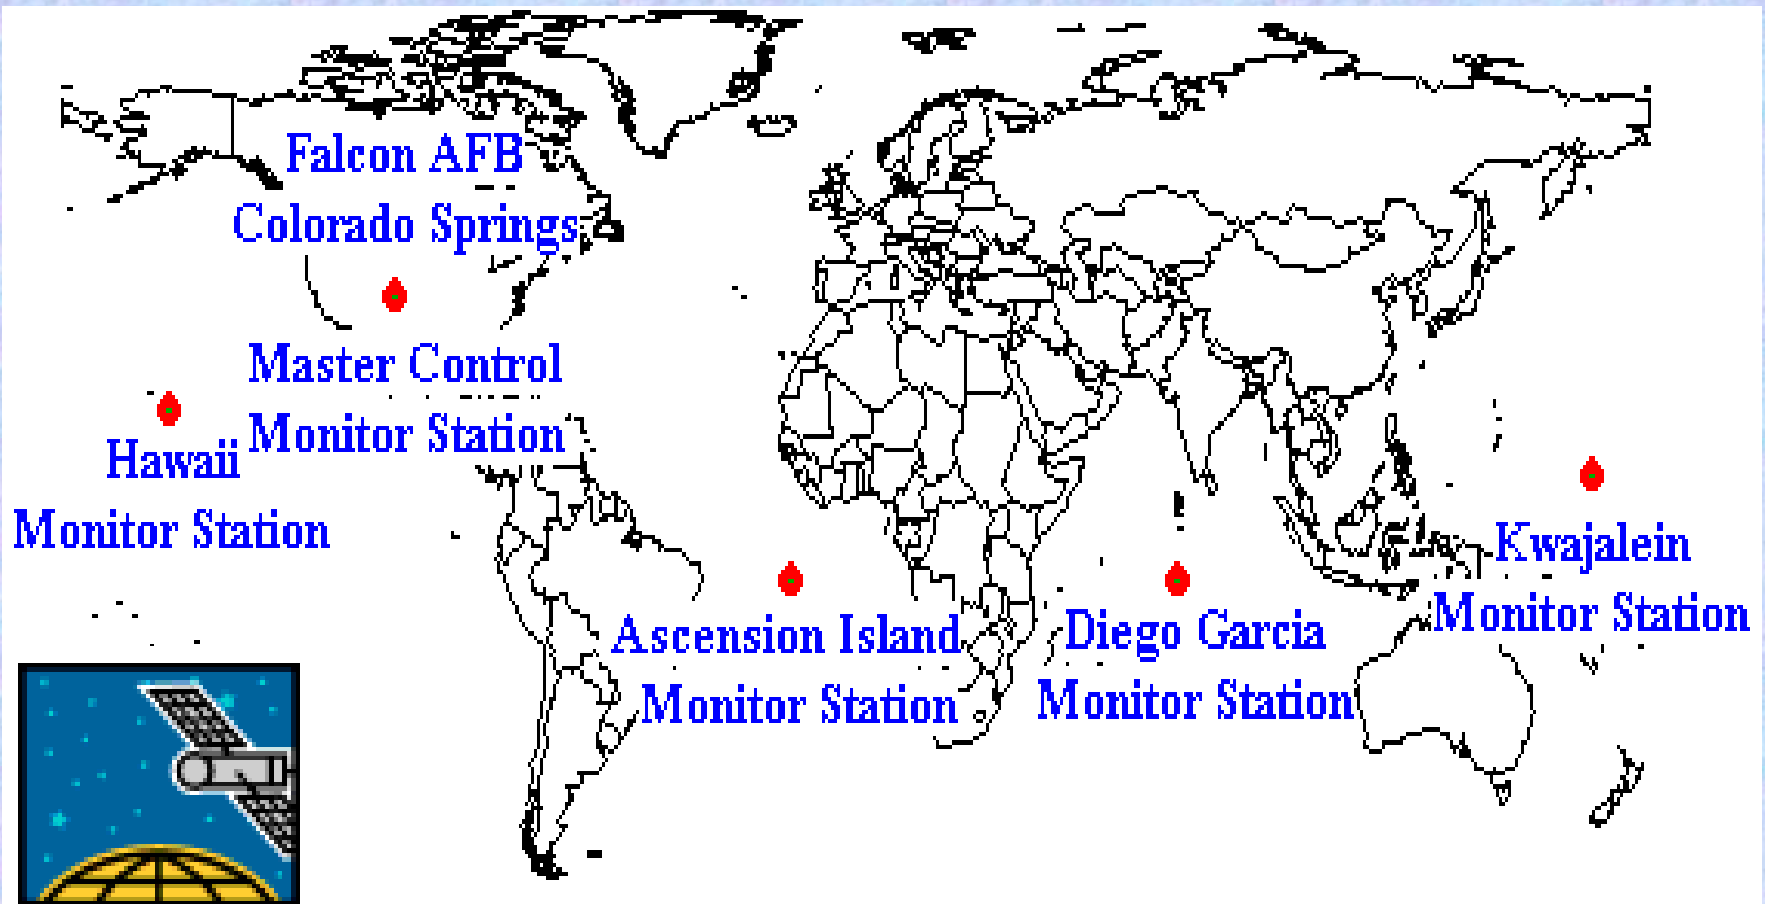 Falcon AFB
Colorado Springs
Master Control
Monitor Station
Hawaii
Monitor Station
Ascension Island
Monitor Station
Diego Garcia
Monitor Station
Kwajalein
Monitor Station